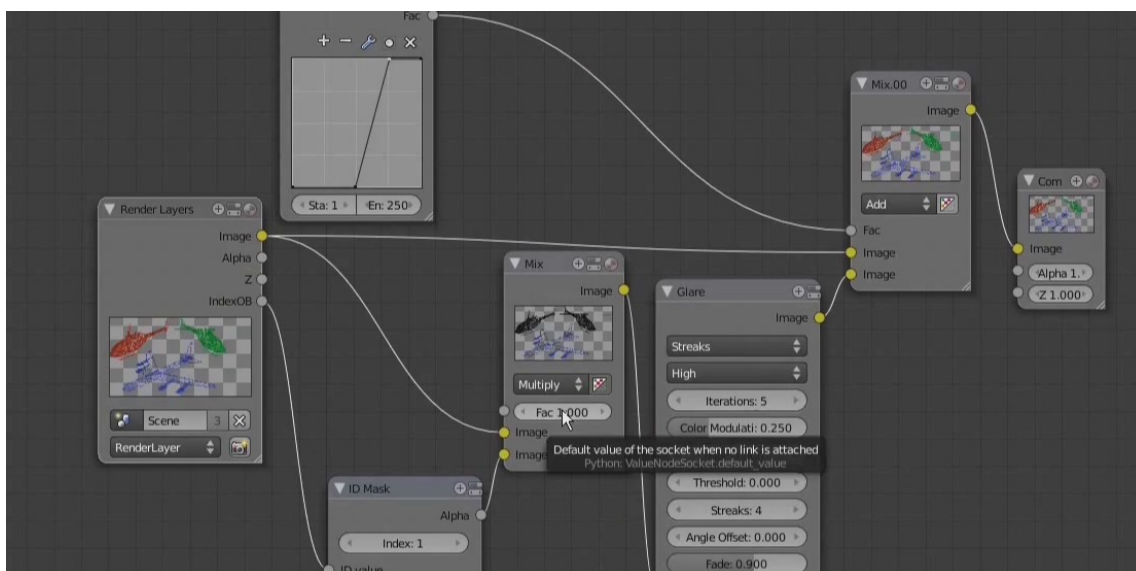 Fac
Sta: 1
En: 250
Render Layers
Image
Alpha
Z
IndexOB
Scene
3
RenderLayer
Mix
Image
Multiply
Fac 1.000
Image
Image
Default value of the socket when no link is attached
Python: ValueNodeSocket.default_value
ID Mask
Alpha
Index: 1
ID value
Glare
Image
Streaks
High
Iterations: 5
Color Modulati: 0.250
Threshold: 0.000
Streaks: 4
Angle Offset: 0.000
Fade: 0.900
Mix.00
Image
Add
Fac
Image
Image
Com
Image
Alpha 1.
Z 1.000